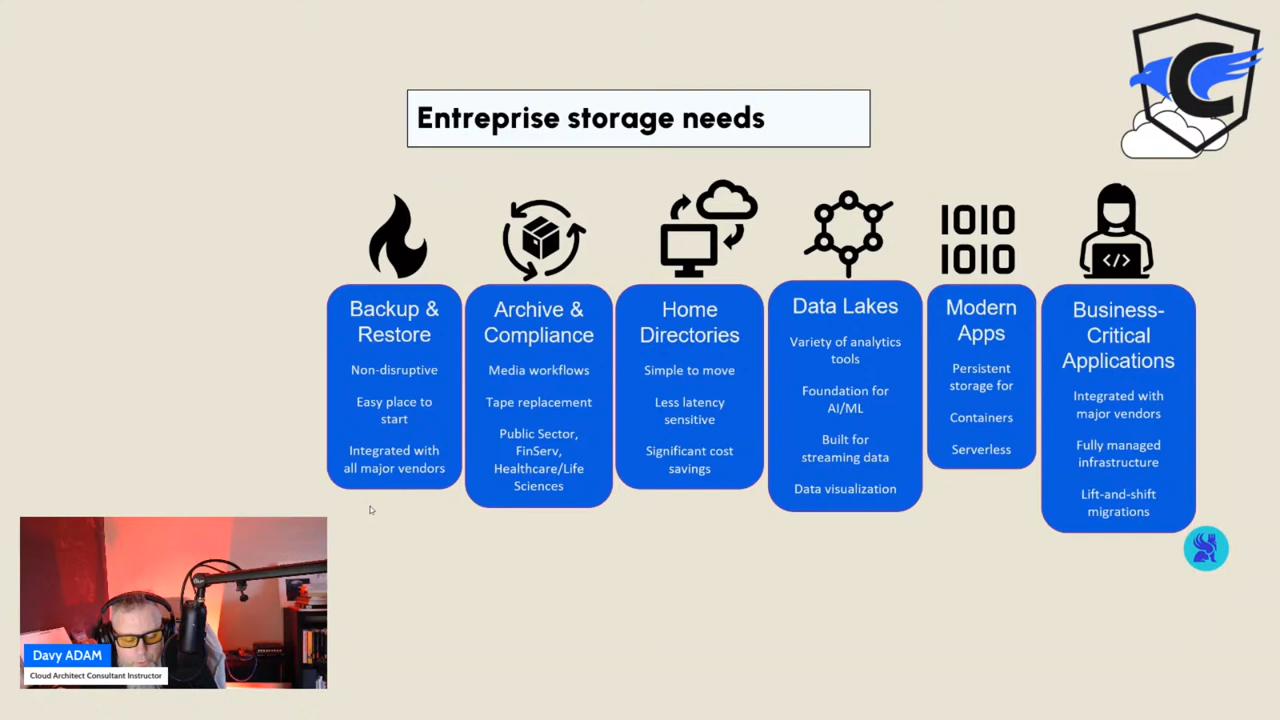 Entreprise storage needs
C
IOIO
IOIO
</>
Backup &
Restore
Non-disruptive
Easy place to
start
Integrated with
all major vendors
Archive &
Compliance
Media workflows
Tape replacement
Public Sector,
FinServ,
Healthcare/Life
Sciences
Home
Directories
Simple to move
Less latency
sensitive
Significant cost
savings
Data Lakes
Variety of analytics
tools
Foundation for
AI/ML
Built for
streaming data
Data visualization
Modern
Apps
Persistent
storage for
Containers
Serverless
Business-
Critical
Applications
Integrated with
major vendors
Fully managed
infrastructure
Lift-and-shift
migrations
Davy ADAM
Cloud Architect Consultant Instructor